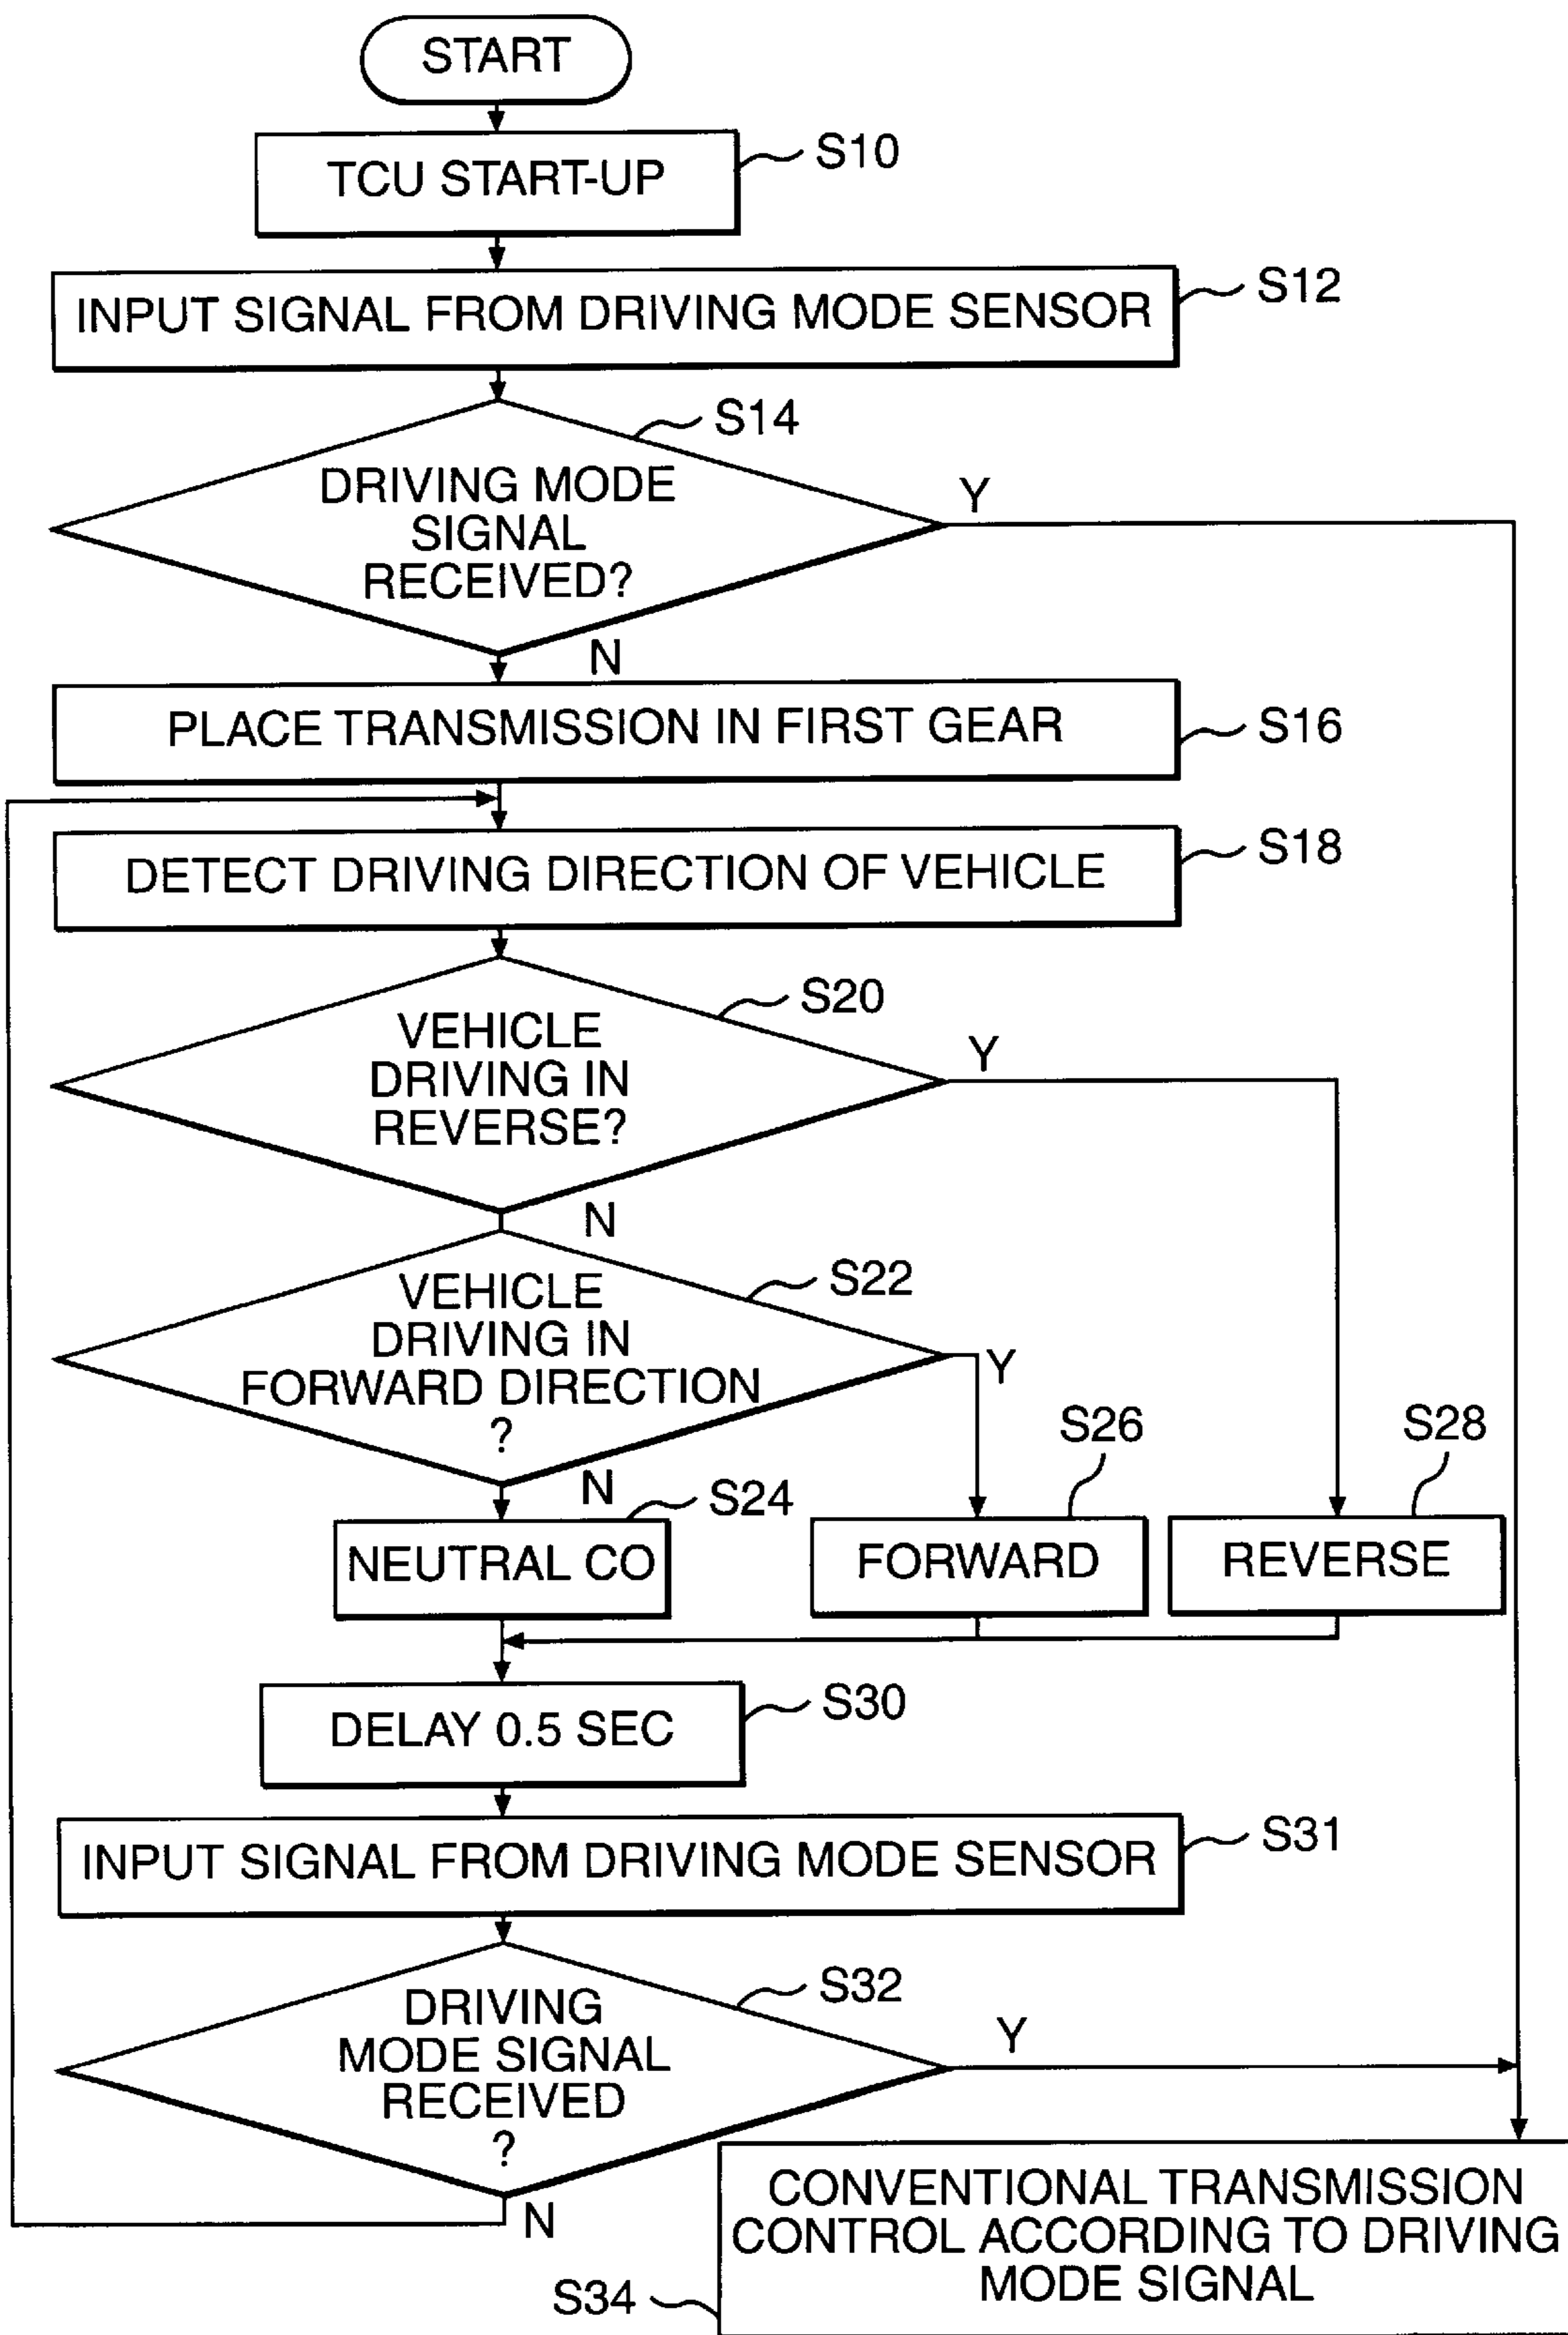 START
TCU START-UP
S10
INPUT SIGNAL FROM DRIVING MODE SENSOR
S12
S14
DRIVING MODE
SIGNAL
RECEIVED?
Y
N
PLACE TRANSMISSION IN FIRST GEAR
S16
DETECT DRIVING DIRECTION OF VEHICLE
S18
S20
VEHICLE
DRIVING IN
REVERSE?
Y
N
S22
VEHICLE
DRIVING IN
FORWARD DIRECTION
?
Y
N
S24
S26
S28
NEUTRAL CO
FORWARD
REVERSE
DELAY 0.5 SEC
S30
INPUT SIGNAL FROM DRIVING MODE SENSOR
S31
S32
DRIVING
MODE SIGNAL
RECEIVED
?
Y
N
CONVENTIONAL TRANSMISSION
CONTROL ACCORDING TO DRIVING
MODE SIGNAL
S34